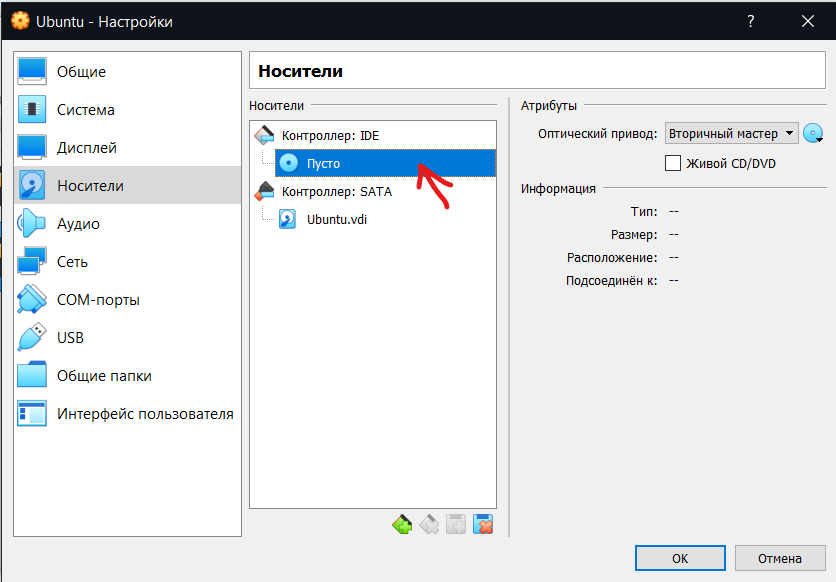 Ubuntu - Настройки
?
Общие
Система
Дисплей
Носители
Аудио
Сеть
COM-порты
USB
Общие папки
Интерфейс пользователя
Носители
Носители
Контроллер: IDE
Пусто
Контроллер: SATA
Ubuntu.vdi
Атрибуты
Оптический привод: Вторичный мастер
Живой CD/DVD
Информация
Тип: --
Размер: --
Расположение: --
Подсоединён к: --
OK
Отмена